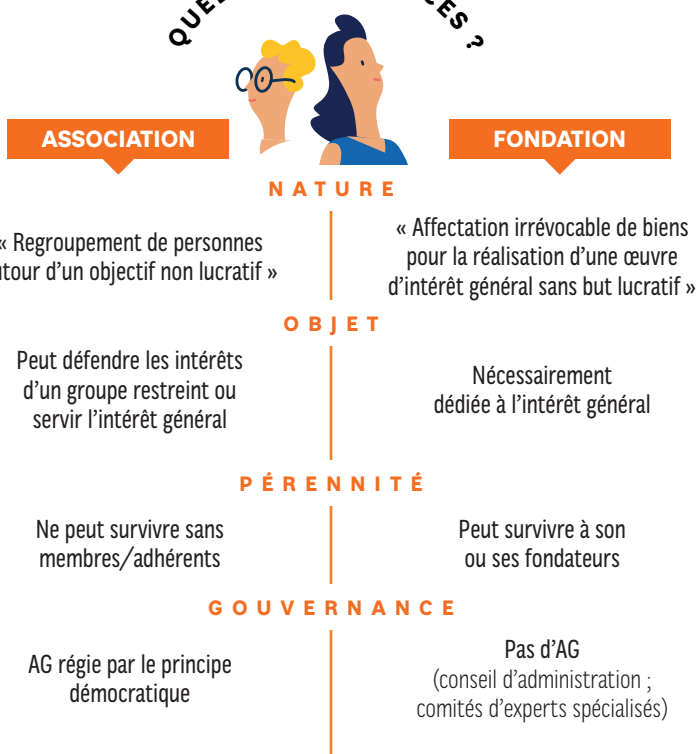 ASSOCIATION
FONDATION
NATURE
« Regroupement de personnes
d'un objectif non lucratif »
« Affectation irrévocable de biens
pour la réalisation d'une œuvre
d'intérêt général sans but lucratif »
OBJET
Peut défendre les intérêts
d'un groupe restreint ou
servir l'intérêt général
Nécessairement
dédiée à l'intérêt général
PÉRENNITÉ
Ne peut survivre sans
membres/adhérents
Peut survivre à son
ou ses fondateurs
GOUVERNANCE
AG régie par le principe
démocratique
Pas d'AG
(conseil d'administration ;
comités d'experts spécialisés)